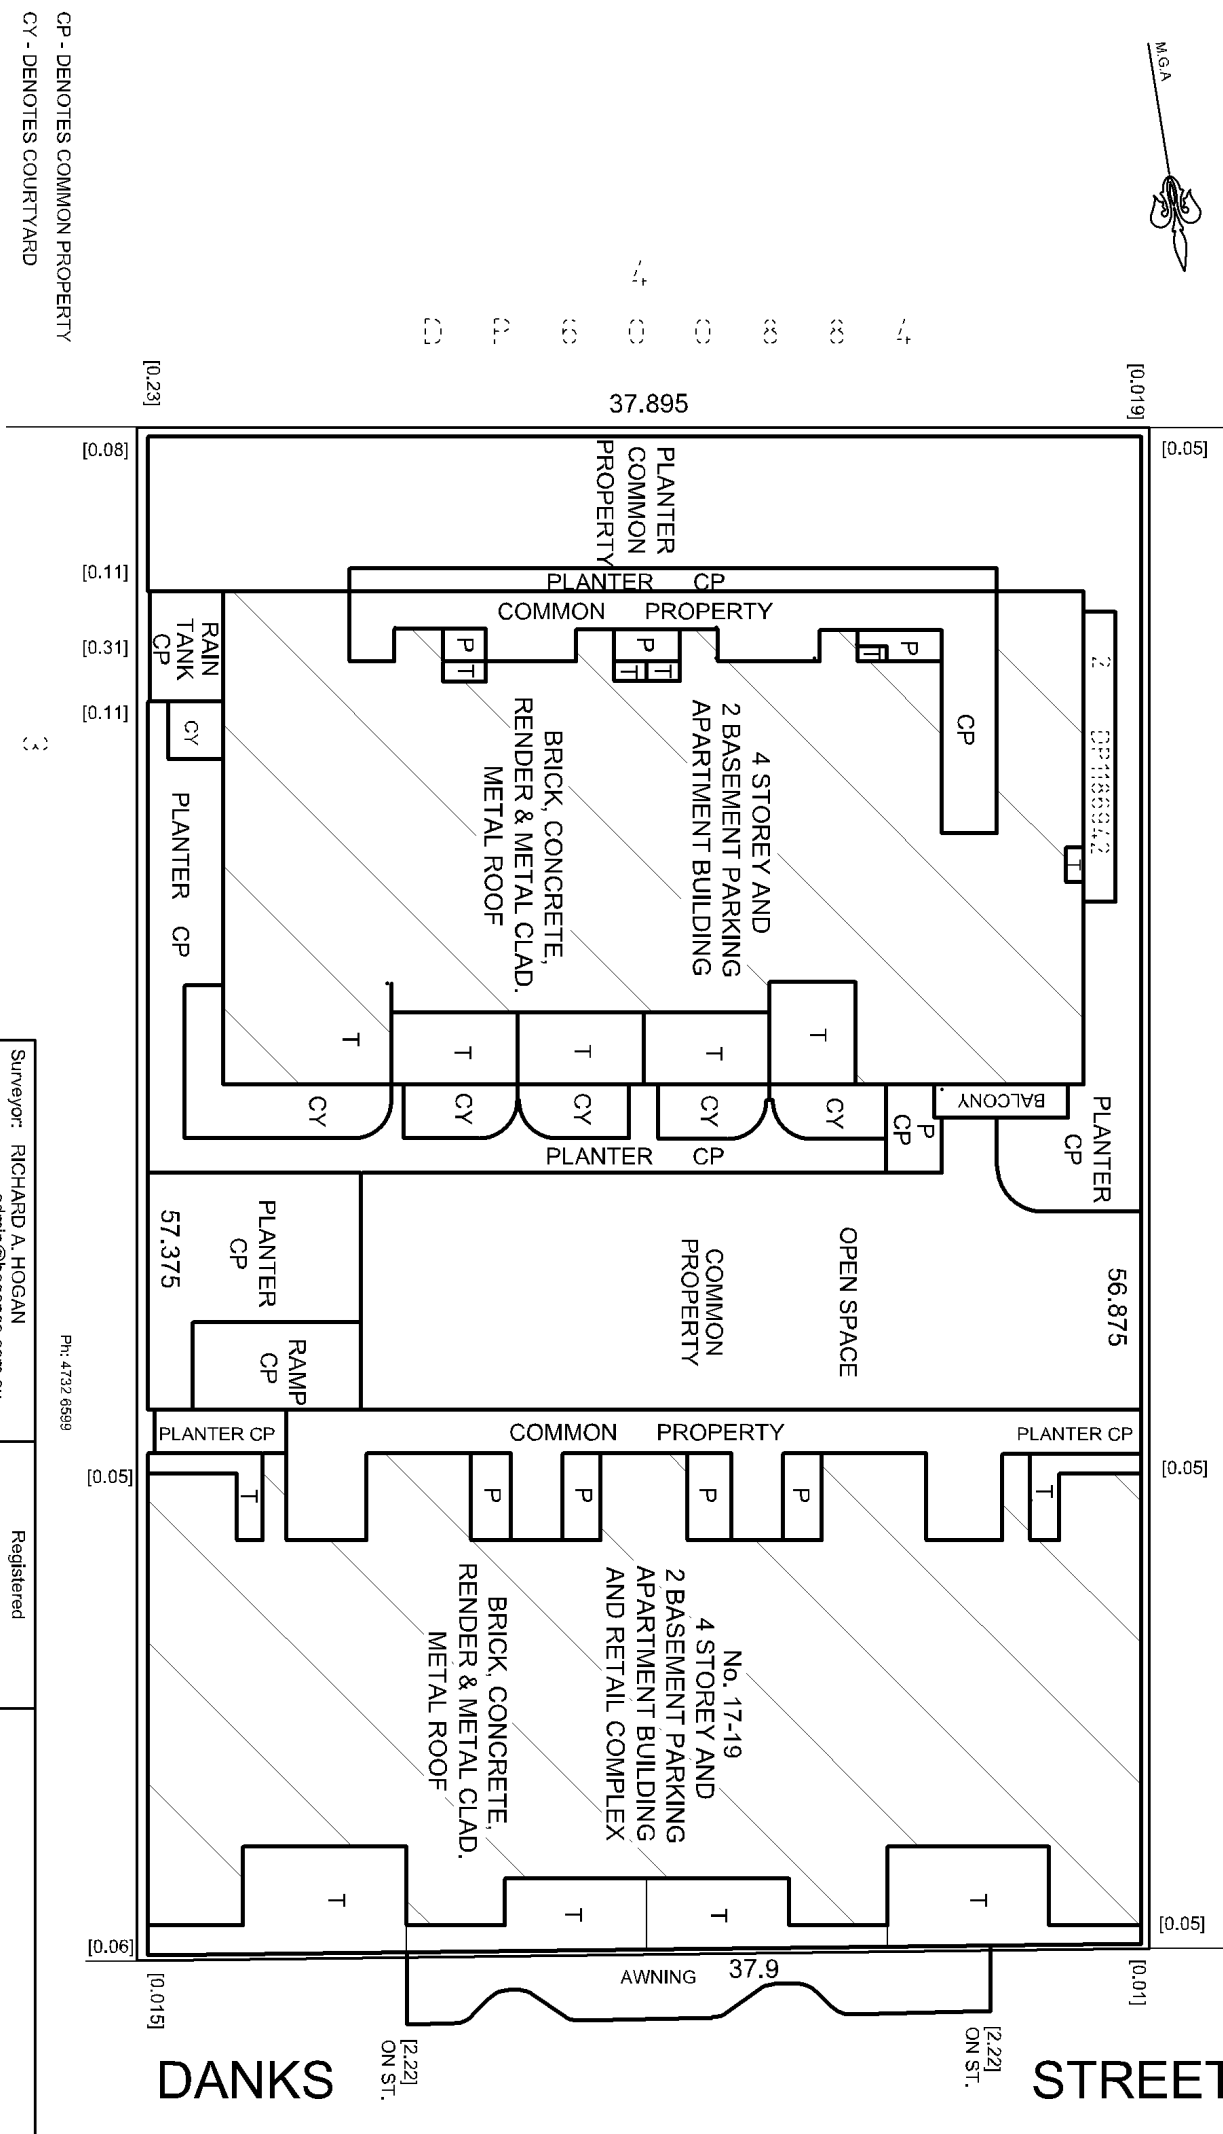 CP - DENOTES COMMON PROPERTY
CY - DENOTES COURTYARD
M.G.A
4
DP600884
[0.23]
37.895
[0.019]
[0.08]
[0.05]
PLANTER
COMMON
PROPERTY
[0.11]
PLANTER CP
COMMON PROPERTY
[0.31]
RAIN
TANK
CP
P
T
P
T
T
P
T
2 DP1186942
[0.11]
CY
CP
3
4 STOREY AND
2 BASEMENT PARKING
APARTMENT BUILDING
BRICK, CONCRETE,
RENDER & METAL CLAD.
METAL ROOF
PLANTER CP
T
T
T
T
T
T
CY
CY
CY
CY
CY
P
CP
BALCONY
PLANTER
CP
PLANTER CP
57.375
PLANTER
CP
COMMON
PROPERTY
OPEN SPACE
56.875
RAMP
CP
PLANTER CP
COMMON PROPERTY
PLANTER CP
[0.05]
[0.05]
T
P
P
P
P
T
No. 17-19
4 STOREY AND
2 BASEMENT PARKING
APARTMENT BUILDING
AND RETAIL COMPLEX
BRICK, CONCRETE,
RENDER & METAL CLAD.
METAL ROOF
T
T
T
T
[0.06]
[0.05]
[0.015]
AWNING
37.9
[0.01]
[2.22]
ON ST.
[2.22]
ON ST.
DANKS STREET
Ph: 4732 6599
Surveyor: RICHARD A. HOGAN
Registered